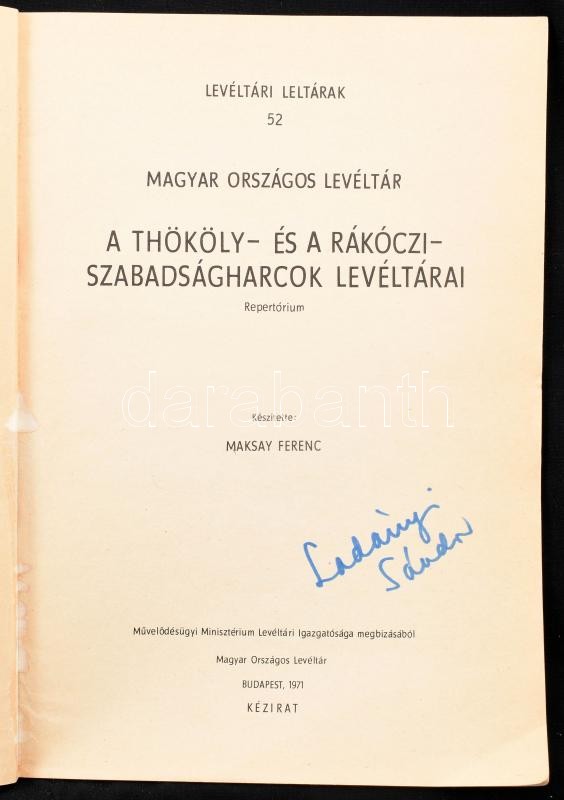 LEVÉLTÁRI LELTÁRAK
52
MAGYAR ORSZÁGOS LEVÉLTÁR
A THÖKÖLY- ÉS A RÁKÓCZI-
SZABADSÁGHARCOK LEVÉLTÁRAI
Repertórium
darabanth
Készítette:
MAKSAY FERENC
Ladányi
Sándor
Művelődésügyi Minisztérium Levéltári Igazgatósága megbizásából
Magyar Országos Levéltár
BUDAPEST, 1971
KÉZIRAT